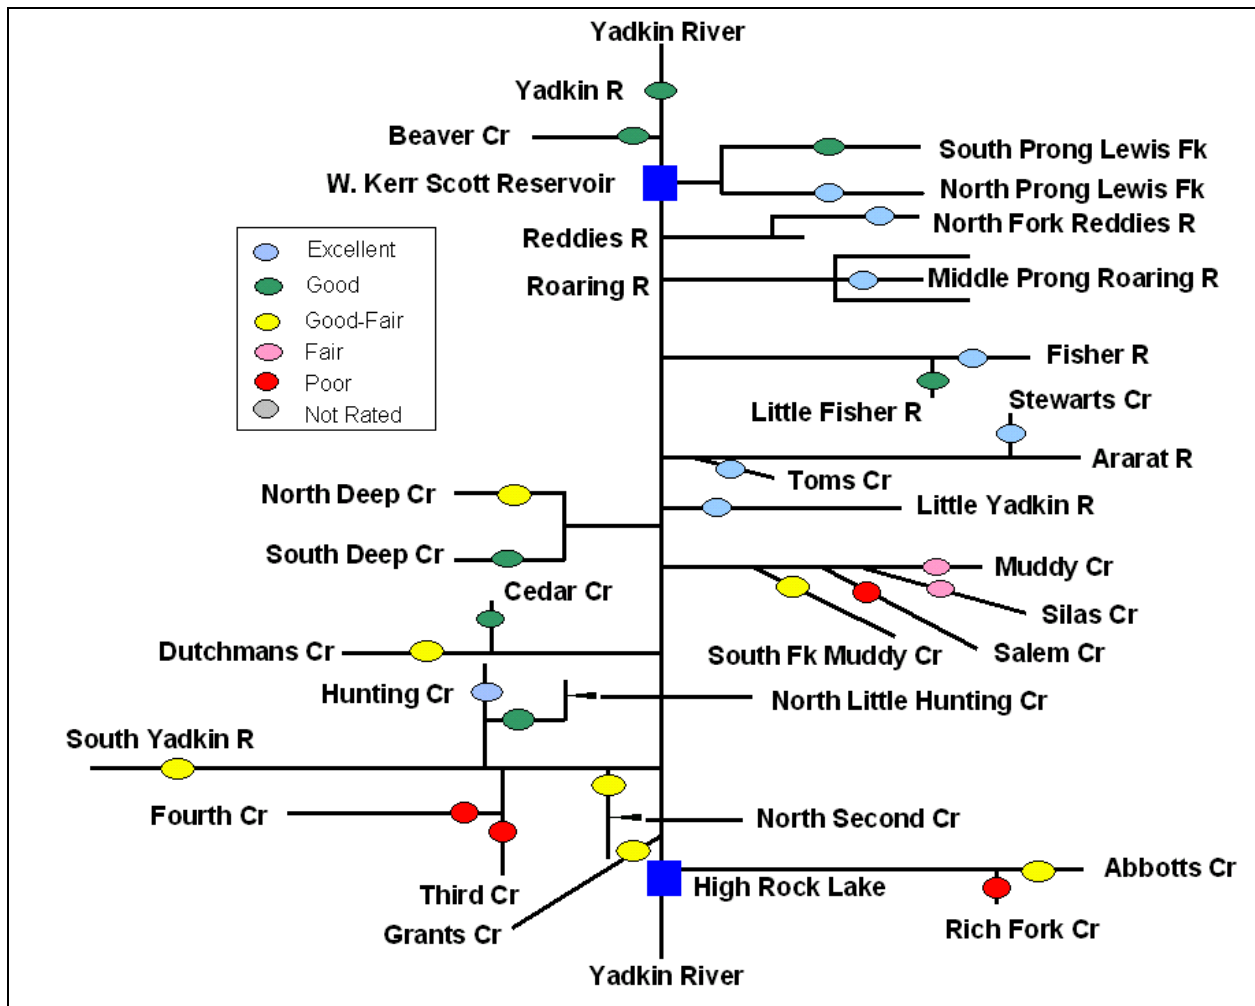 Yadkin River
Yadkin R
Beaver Cr
South Prong Lewis Fk
W. Kerr Scott Reservoir
North Prong Lewis Fk
North Fork Reddies R
Reddies R
Excellent
Good
Good-Fair
Fair
Poor
Not Rated
Roaring R
Middle Prong Roaring R
Fisher R
Little Fisher R
Stewarts Cr
Ararat R
Toms Cr
North Deep Cr
Little Yadkin R
South Deep Cr
Muddy Cr
Cedar Cr
Silas Cr
Dutchmans Cr
South Fk Muddy Cr
Salem Cr
Hunting Cr
North Little Hunting Cr
South Yadkin R
Fourth Cr
North Second Cr
Abbotts Cr
Third Cr
High Rock Lake
Grants Cr
Rich Fork Cr
Yadkin River